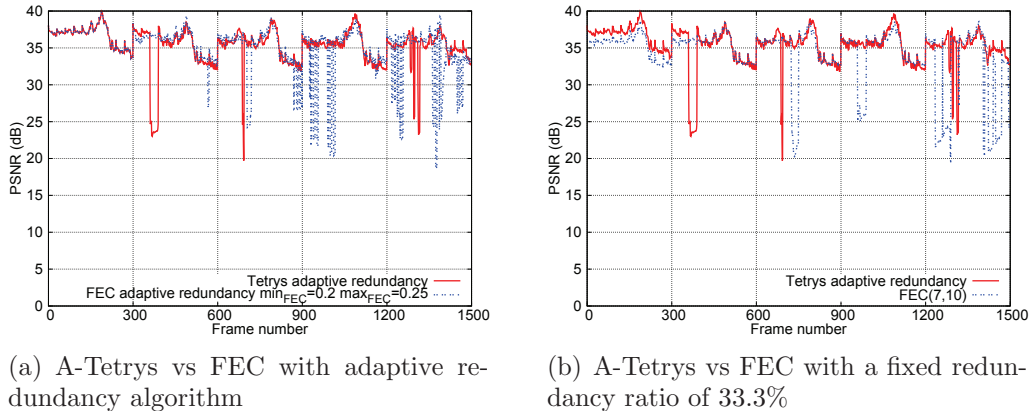 40
35
30
25
20
15
10
5
0
PSNR (dB)
0 300 600 900 1200 1500
Frame number
Tetrys adaptive redundancy
FEC adaptive redundancy min_FEC=0.2 max_FEC=0.25
(a) A-Tetrys vs FEC with adaptive re-
dundancy algorithm
40
35
30
25
20
15
10
5
0
PSNR (dB)
0 300 600 900 1200 1500
Frame number
Tetrys adaptive redundancy
FEC(7,10)
(b) A-Tetrys vs FEC with a fixed redun-
dancy ratio of 33.3%